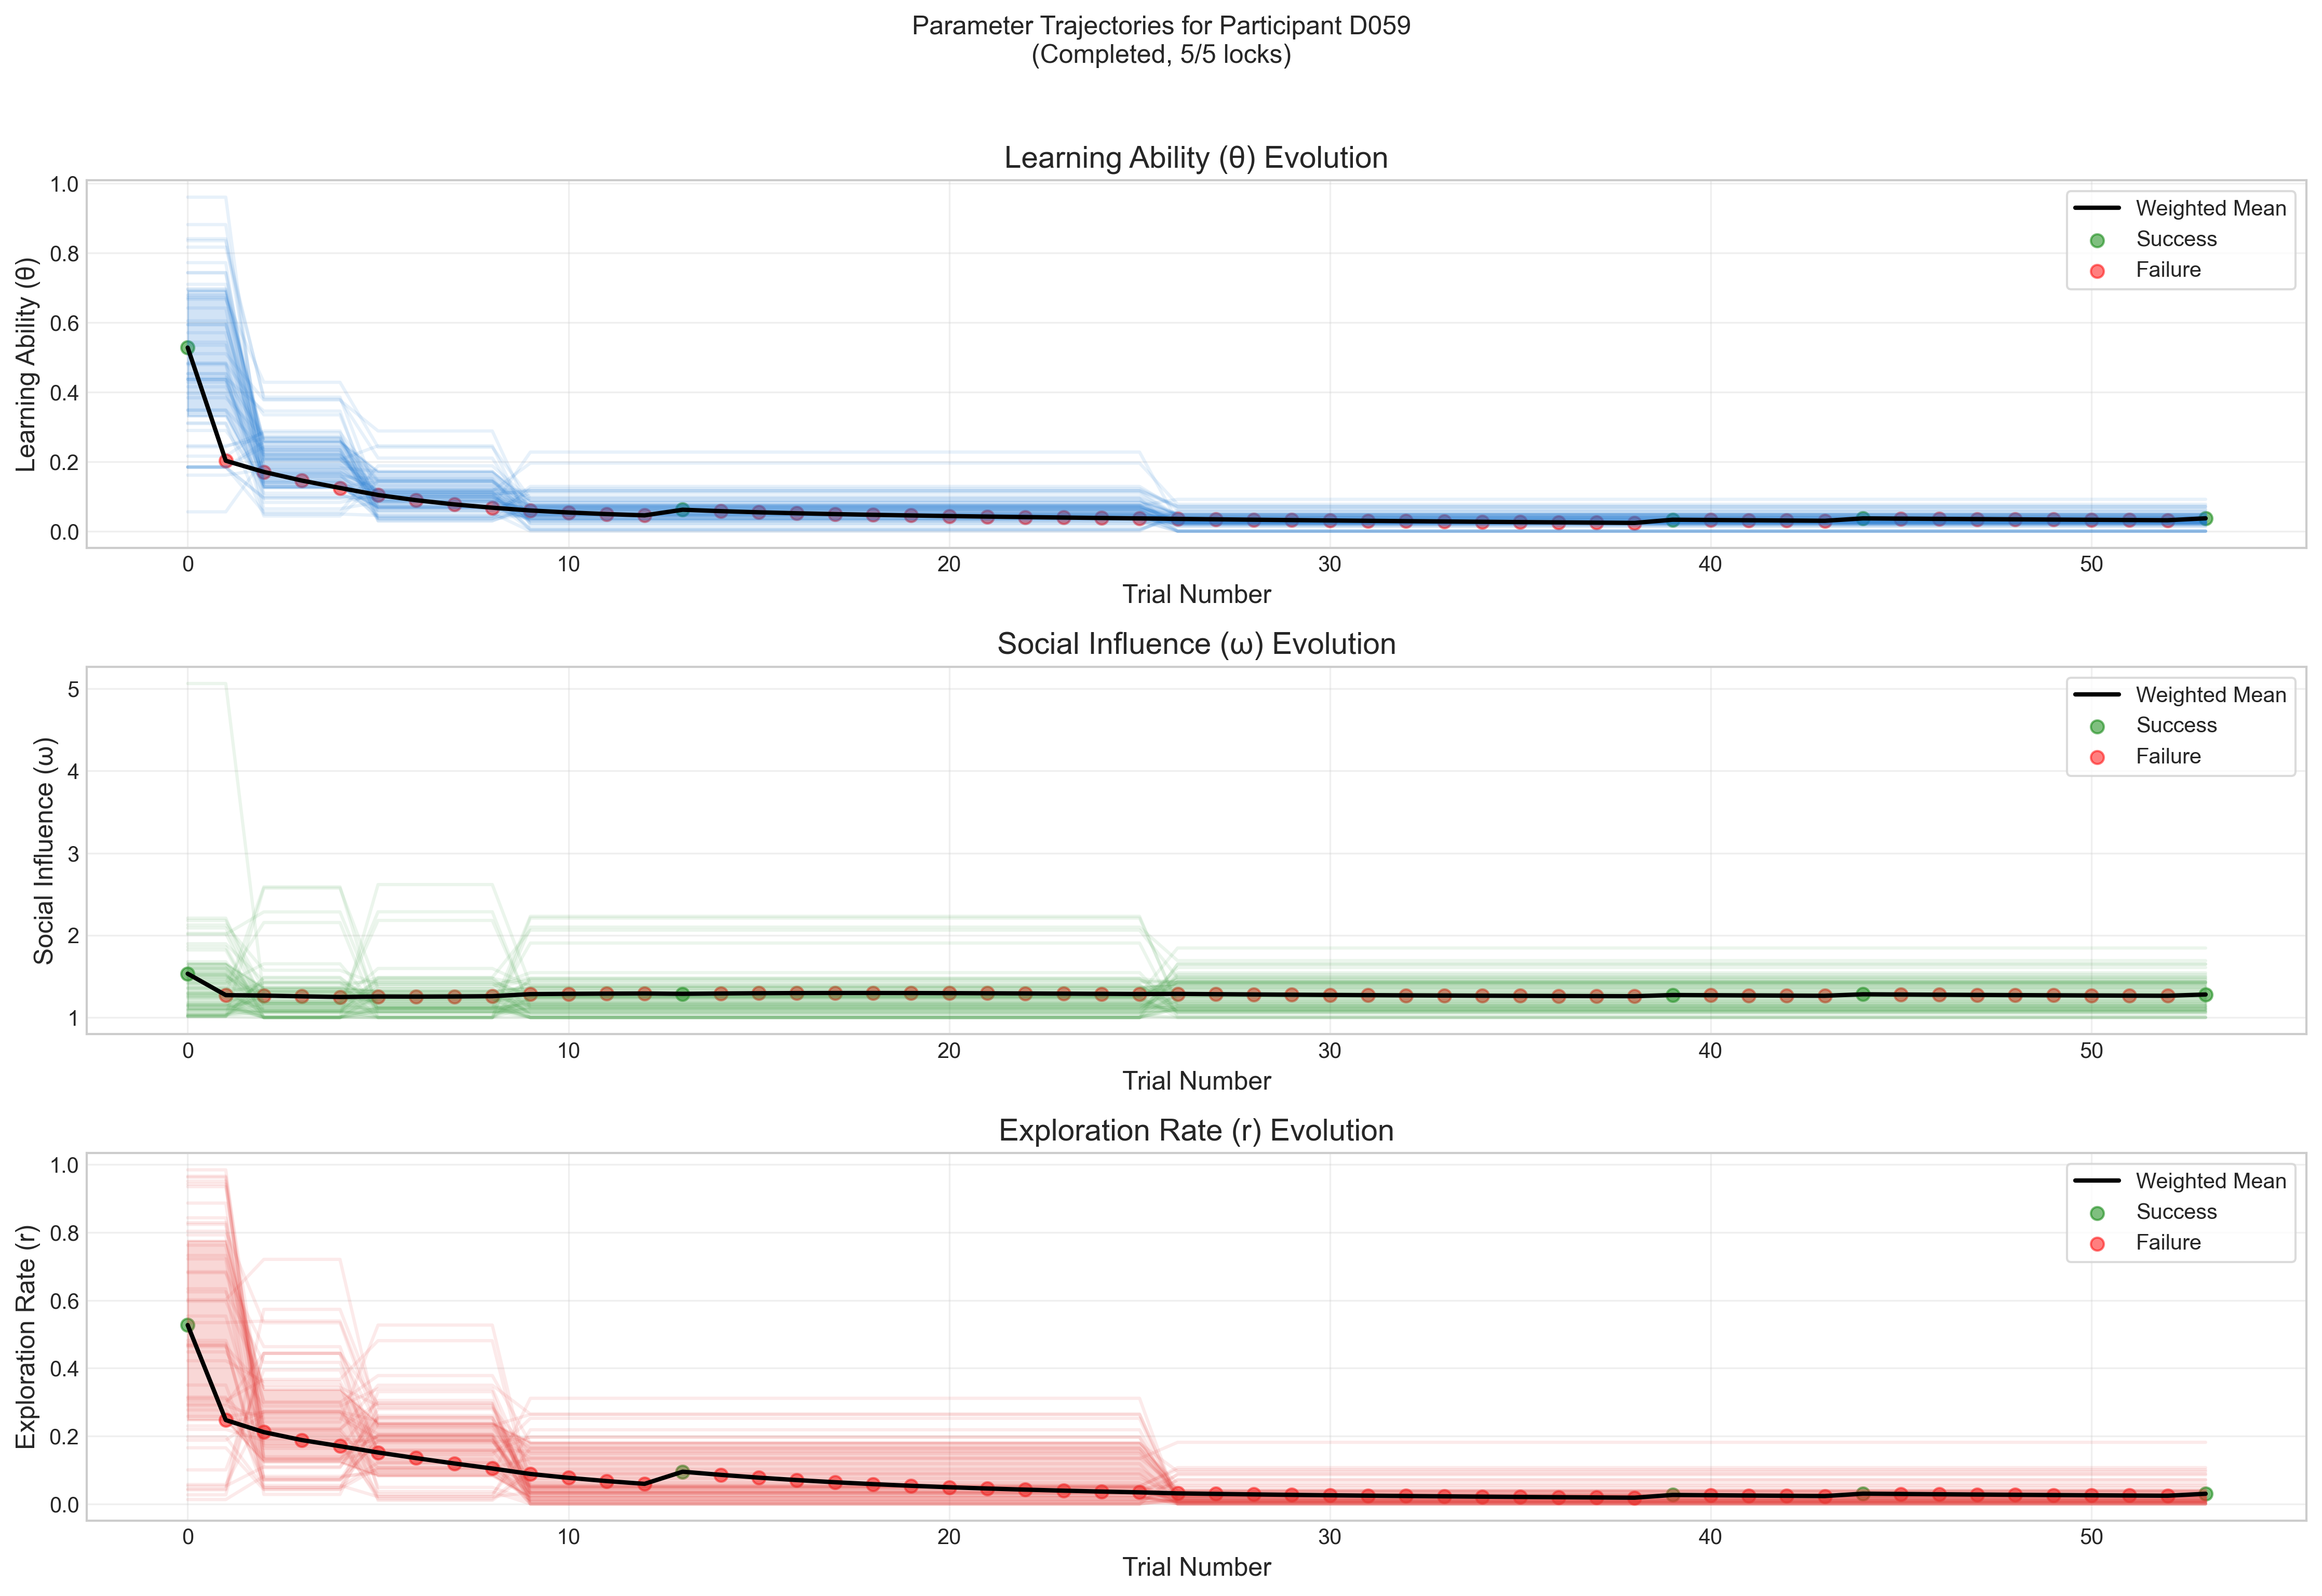 Parameter Trajectories for Participant D059
(Completed, 5/5 locks)
Learning Ability (θ) Evolution
Learning Ability (θ)
1.0
0.8
0.6
0.4
0.2
0.0
Weighted Mean
Success
Failure
0 10 20 30 40 50
Trial Number
Social Influence (ω) Evolution
Social Influence (ω)
5
4
3
2
1
Weighted Mean
Success
Failure
0 10 20 30 40 50
Trial Number
Exploration Rate (r) Evolution
Exploration Rate (r)
1.0
0.8
0.6
0.4
0.2
0.0
Weighted Mean
Success
Failure
0 10 20 30 40 50
Trial Number